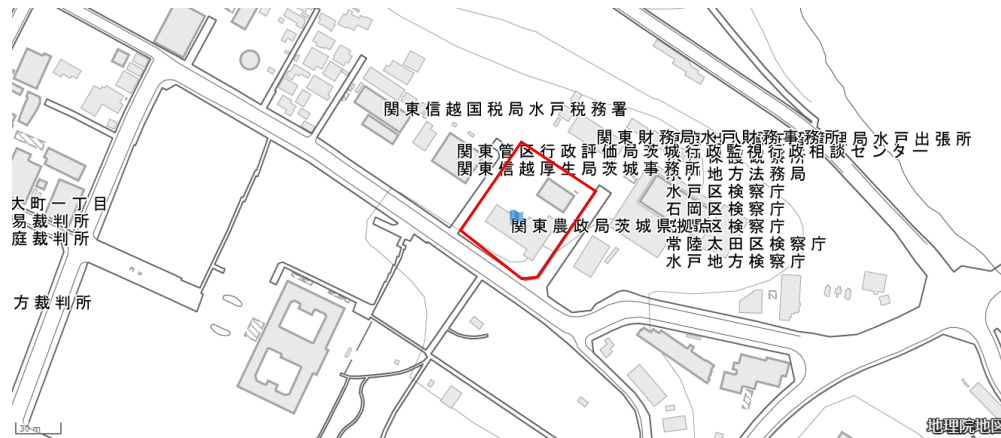 関東信越国税局水戸税務署
関東財務局水戸財務事務所
理局水戸出張所
関東管区行政評価局茨城行政監視行政相談センター
関東信越厚生局茨城事務所
地方法務局
水戸区検察庁
大町一丁目
石岡区検察庁
易裁判所
関東農政局茨城県拠点
区検察庁
庭裁判所
常陸太田区検察庁
水戸地方検察庁
方裁判所
30 m
地理院地図